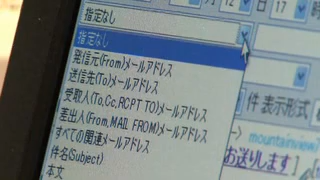 指定なし
12
日
17
時
指定なし
発信元(From)メールアドレス
送信先(To)メールアドレス
受取人(To,Cc,RCPT TO)メールアドレス
件 表示形式
差出人(From,MAIL FROM)メールアドレス
mountainview
すべての関連メールアドレス
お送りします]
件名(Subject)
本文